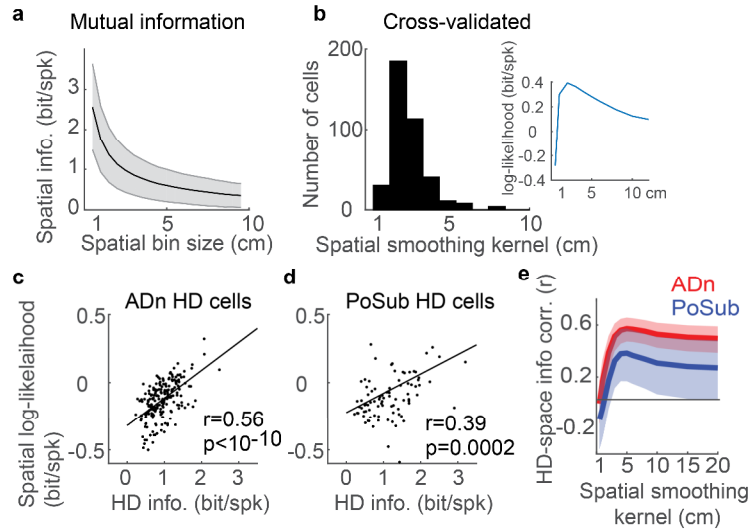 a
Mutual information
Spatial info. (bit/spk)
3
2
1
0
1
5
10
Spatial bin size (cm)
b
Cross-validated
Number of cells
200
100
0
1
5
10
Spatial smoothing kernel (cm)
log-likelihood (bit/spk)
0.4
0.2
0
-0.2
-0.4
1
5
10 cm
c
ADn HD cells
Spatial log-likelaihood
(bit/spk)
0.5
0
-0.5
r=0.56
p<10-10
0
1
2
3
HD info. (bit/spk)
d
PoSub HD cells
0.5
0
-0.5
r=0.39
p=0.0002
0
1
2
3
HD info. (bit/spk)
e
ADn
PoSub
HD-space info corr. (r)
0.6
0.2
-0.2
1
5
10
15
20
Spatial smoothing
kernel (cm)